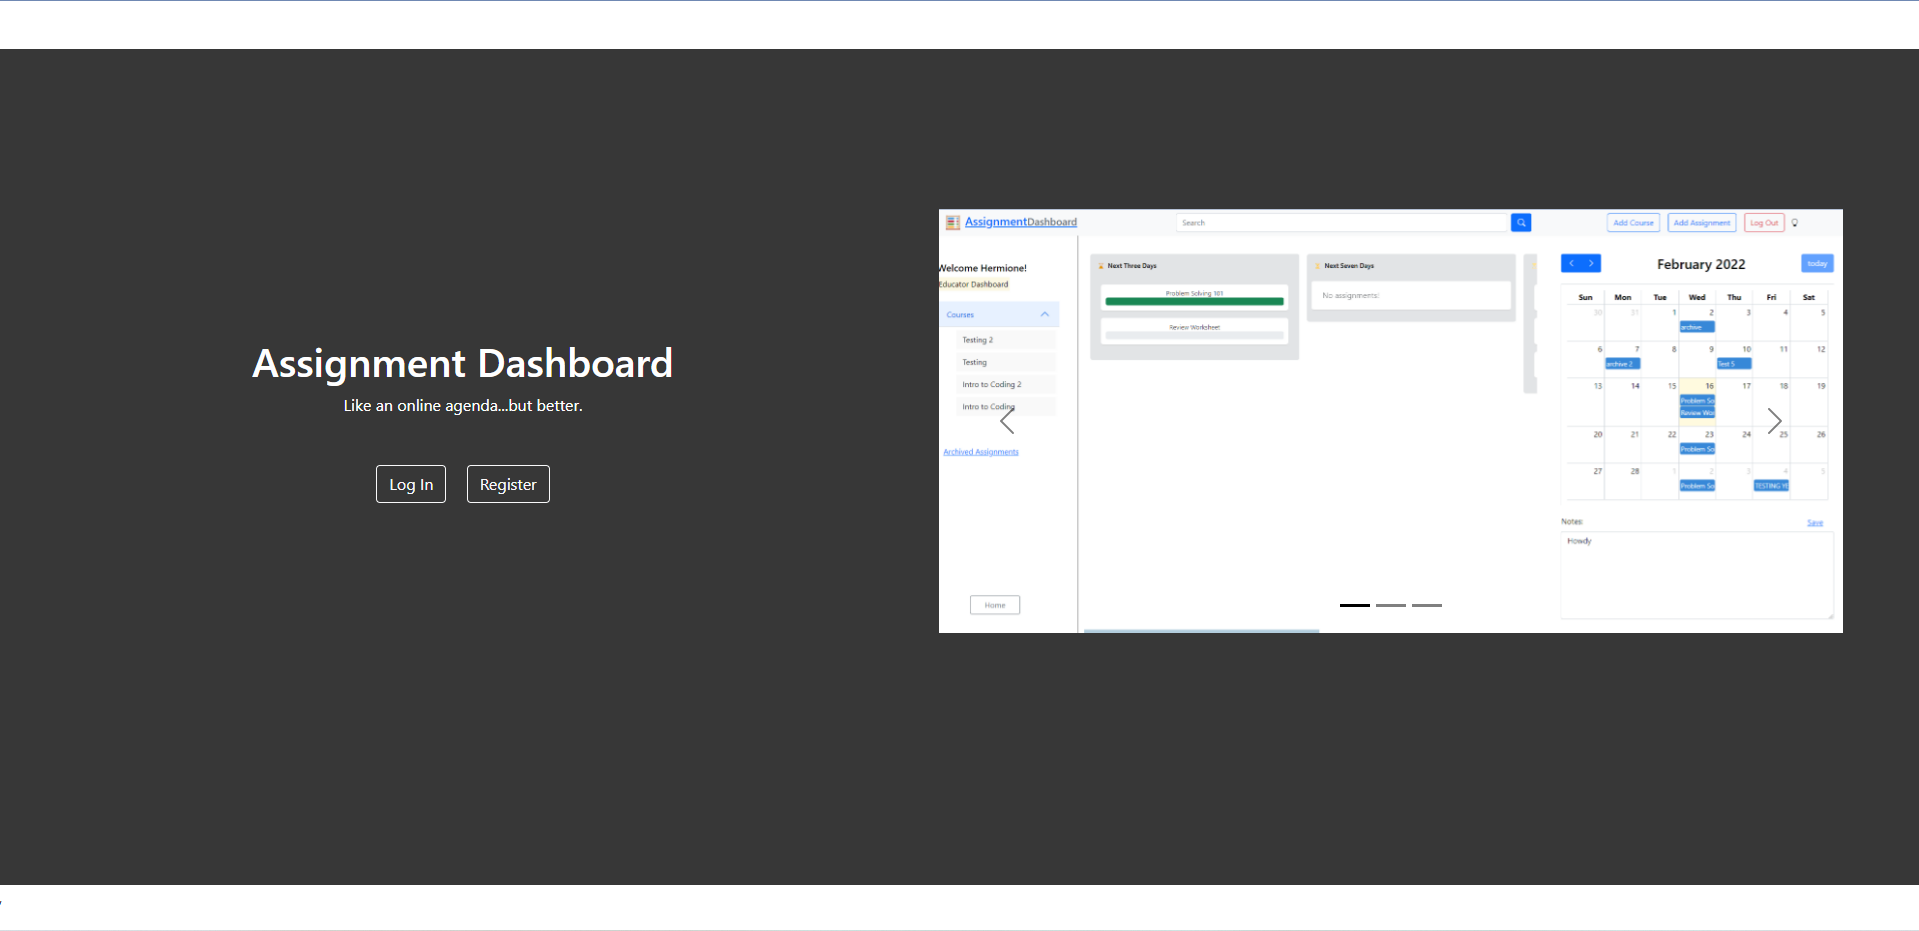 Assignment Dashboard
Like an online agenda...but better.
Log In
Register
AssignmentDashboard
Search
Add Course
Add Assignment
Log Out
Welcome Hermione!
Educator Dashboard
Courses
Testing 2
Testing
Intro to Coding 2
Intro to Coding
Archived Assignments
Home
Next Three Days
Problem Solving 101
Review Worksheet
Next Seven Days
No assignments:
February 2022
today
Sun Mon Tue Wed Thu Fri Sat
30 31 1 2 3 4 5
archive
6 7 8 9 10 11 12
archive 2 Test 5
13 14 15 16 17 18 19
Problem So
Review Wor
20 21 22 23 24 25 26
Problem So
27 28 1 2 3 4 5
Problem So TESTING YE
Notes:
Save
Howdy